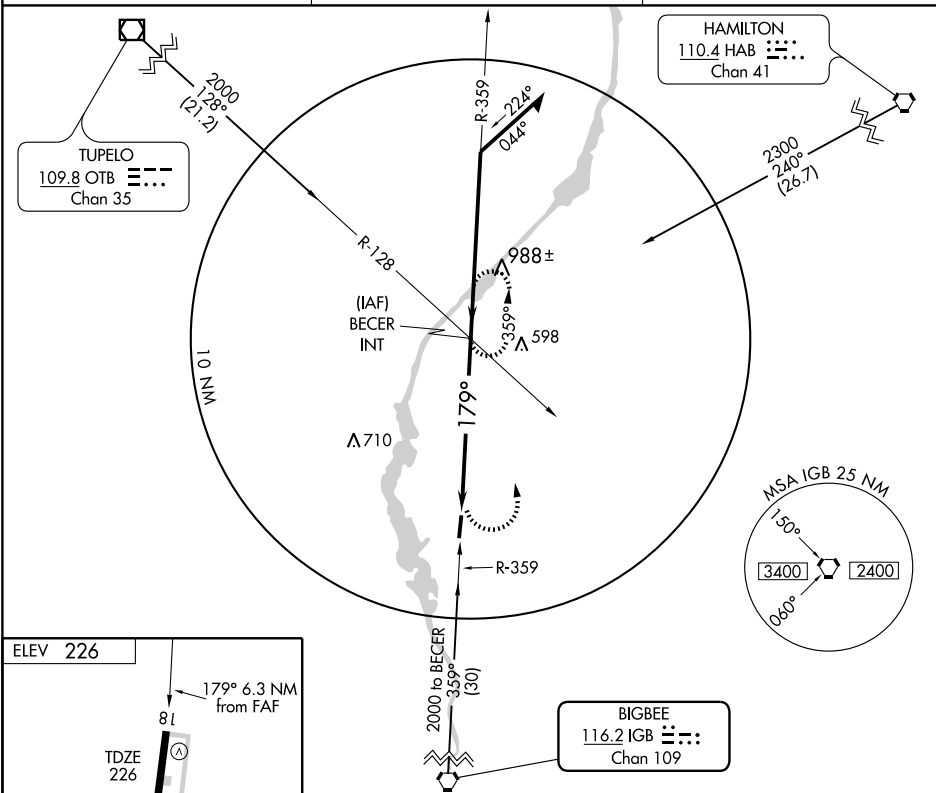 HAMILTON
110.4 HAB
Chan 41
2000
128°
(21.2)
R-359
224°
044°
TUPELO
109.8 OTB
Chan 35
2300
240°
(26.7)
R-128
988±
(IAF)
BECER
INT
359°
598
10 NM
179°
710
MSA IGB 25 NM
150°
3400
2400
060°
R-359
2000 to BECER
359°
(30)
ELEV 226
179° 6.3 NM
from FAF
18
TDZE
226
BIGBEE
116.2 IGB
Chan 109